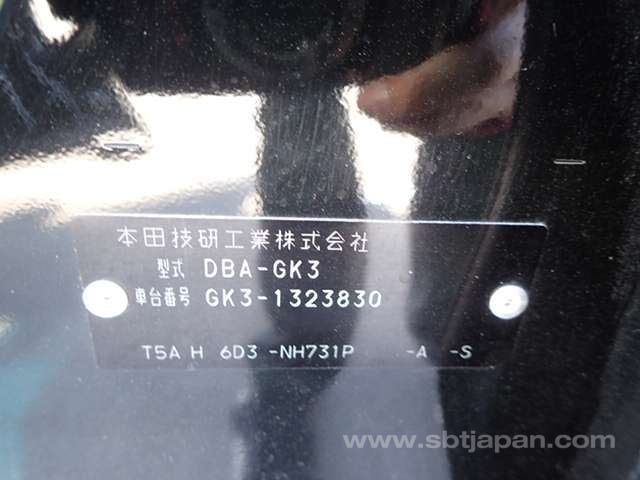 本田技研工業株式会社
型式 DBA-GK3
車台番号 GK3-1323830
T5A H 6D3 -NH731P -A -S
www.sbtjapan.com